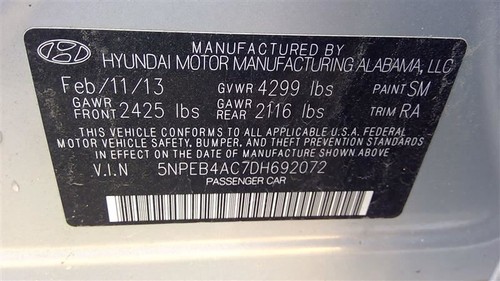 MANUFACTURED BY
HYUNDAI MOTOR MANUFACTURING ALABAMA, LLC
Feb/11/13 GVWR 4299 lbs PAINT SM
GAWR FRONT 2425 lbs GAWR REAR 2116 lbs TRIM RA
THIS VEHICLE CONFORMS TO ALL APPLICABLE U.S.A. FEDERAL
MOTOR VEHICLE SAFETY, BUMPER, AND THEFT PREVENTION STANDARDS
IN EFFECT ON THE DATE OF MANUFACTURE SHOWN ABOVE.
V.I.N 5NPEB4AC7DH692072
PASSENGER CAR